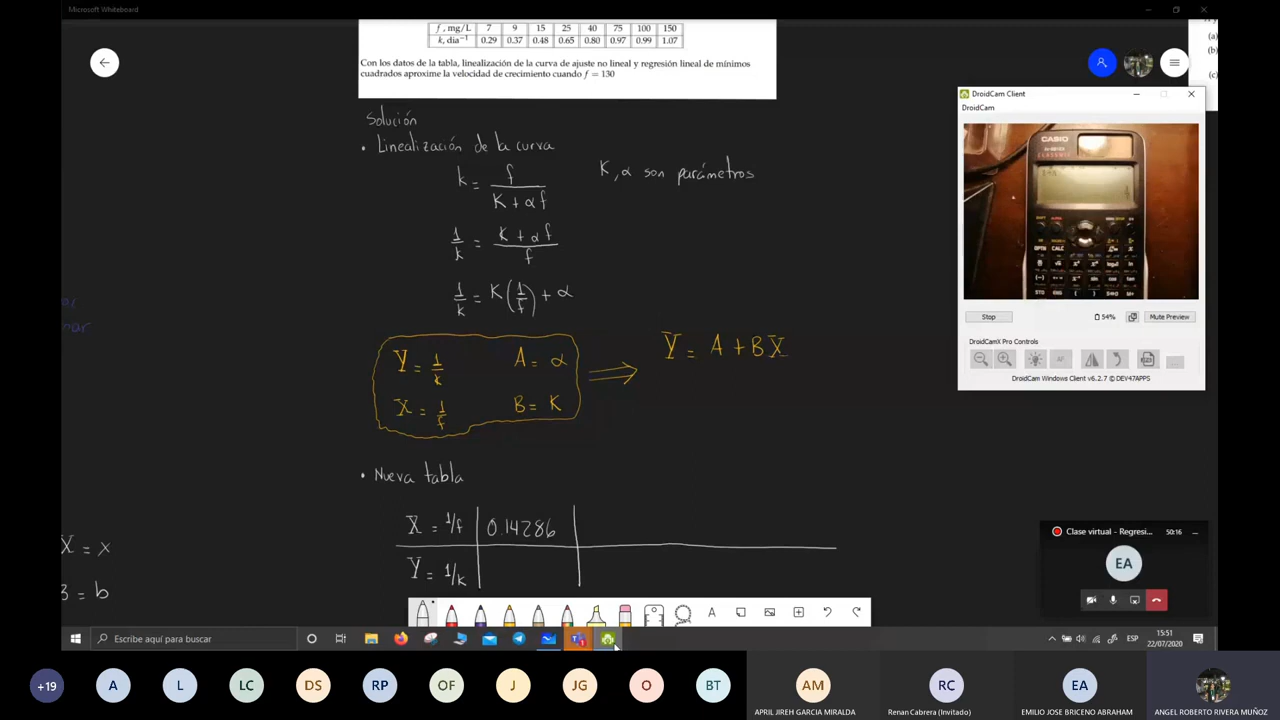 Microsoft Whiteboard
f, mg/L 7 9 15 25 40 75 100 150
k, dia⁻¹ 0.29 0.37 0.48 0.65 0.80 0.97 0.99 1.07
Con los datos de la tabla, linealización de la curva de ajuste no lineal y regresión lineal de mínimos
cuadrados aproxime la velocidad de crecimiento cuando f = 130
(a)
(b)
(c)
Solución
• Linealización de la curva
k = f / (K + αf)
K, α son parámetros
1/k = (K + αf) / f
1/k = K(1/f) + α
Y = 1/k A = α
X = 1/f B = K
⟹ Y = A + BX
• Nueva tabla
X = 1/f 0.14286
Y = 1/k
X = x
B = b
DroidCam Client
DroidCam
CASIO
CLASSWIZ
Stop
54%
Mute Preview
DroidCamX Pro Controls
DroidCam Windows Client v6.2.7 © DEV47APPS
Clase virtual - Regresi... 50:16
EA
A
Escribe aquí para buscar
ESP
15:51
22/07/2020
+19
A
L
LC
DS
RP
OF
J
JG
O
BT
AM
APRIL JIREH GARCIA MIRALDA
RC
Renan Cabrera (Invitado)
EA
EMILIO JOSE BRICENO ABRAHAM
ANGEL ROBERTO RIVERA MUÑOZ